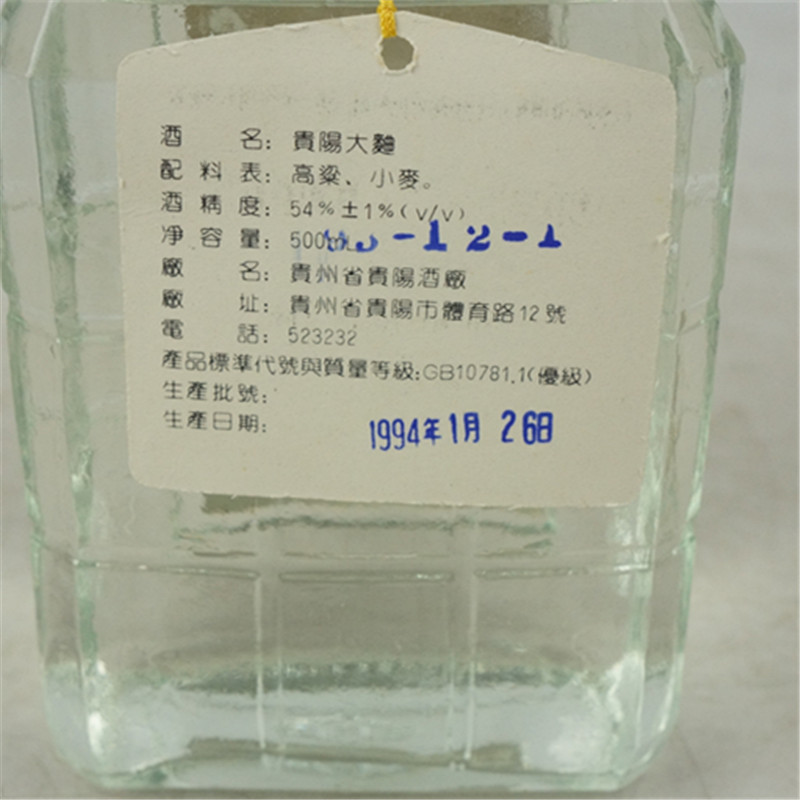 酒名：貴陽大麯
配料表：高粱、小麥。
酒精度：54%±1%(v/v)
净容量：500mL
-12-1
廠名：貴州省貴陽酒廠
廠址：貴州省貴陽市體育路12號
電話：523232
產品標準代號與質量等級:GB10781.1(優級)
生產批號：
生產日期：1994年1月26日